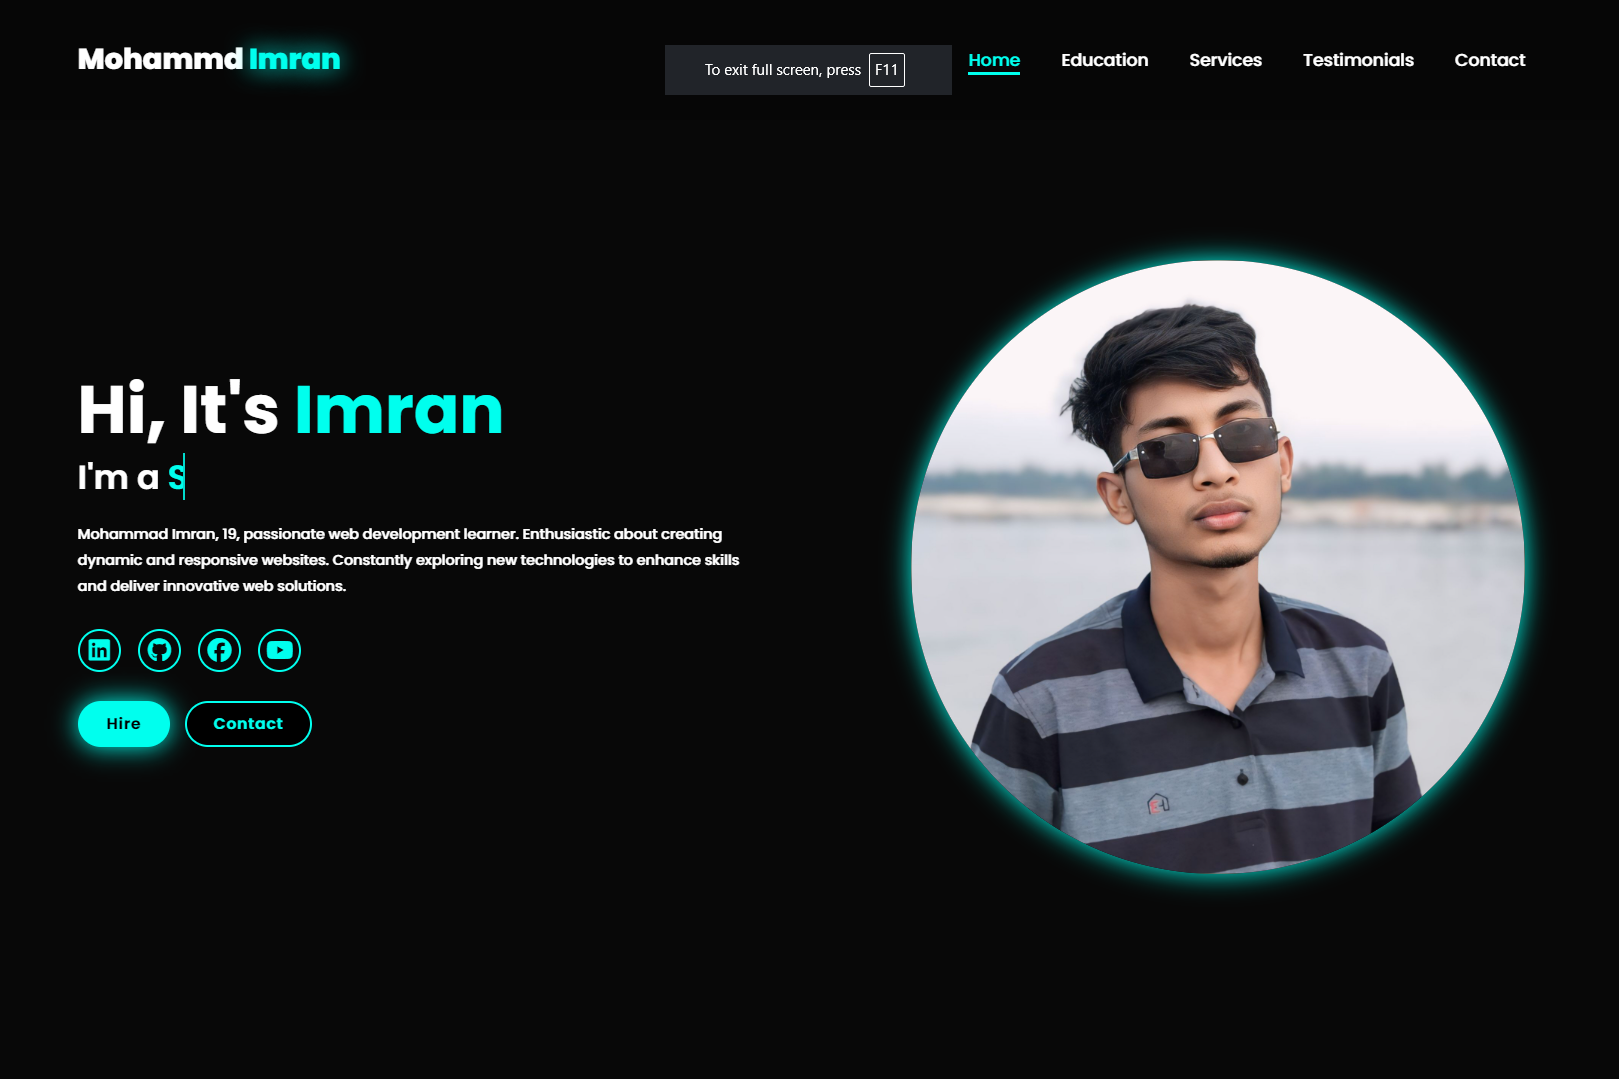 Mohammd Imran
To exit full screen, press F11
Home Education Services Testimonials Contact
Hi, It's Imran
I'm a S
Mohammad Imran, 19, passionate web development learner. Enthusiastic about creating
dynamic and responsive websites. Constantly exploring new technologies to enhance skills
and deliver innovative web solutions.
Hire Contact